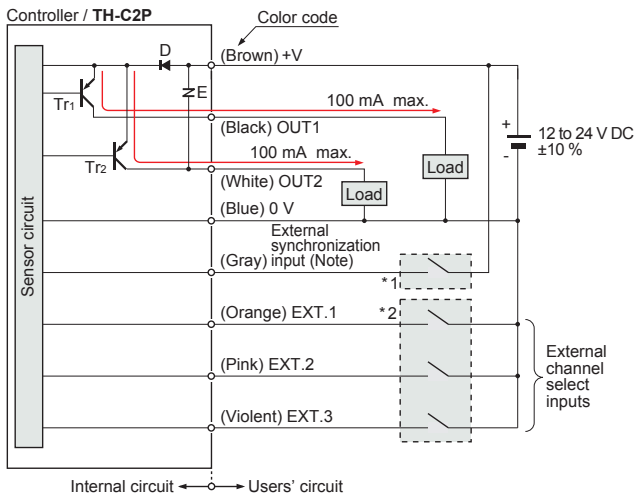 Controller / TH-C2P
Color code
D
(Brown) +V
Tr1
E
100 mA max.
(Black) OUT1
+
12 to 24 V DC
±10 %
-
Tr2
100 mA max.
Load
(White) OUT2
Load
(Blue) 0 V
Sensor circuit
External
synchronization
(Gray) input (Note)
*1
(Orange) EXT.1
*2
(Pink) EXT.2
External
channel
select
inputs
(Violent) EXT.3
Internal circuit
Users' circuit